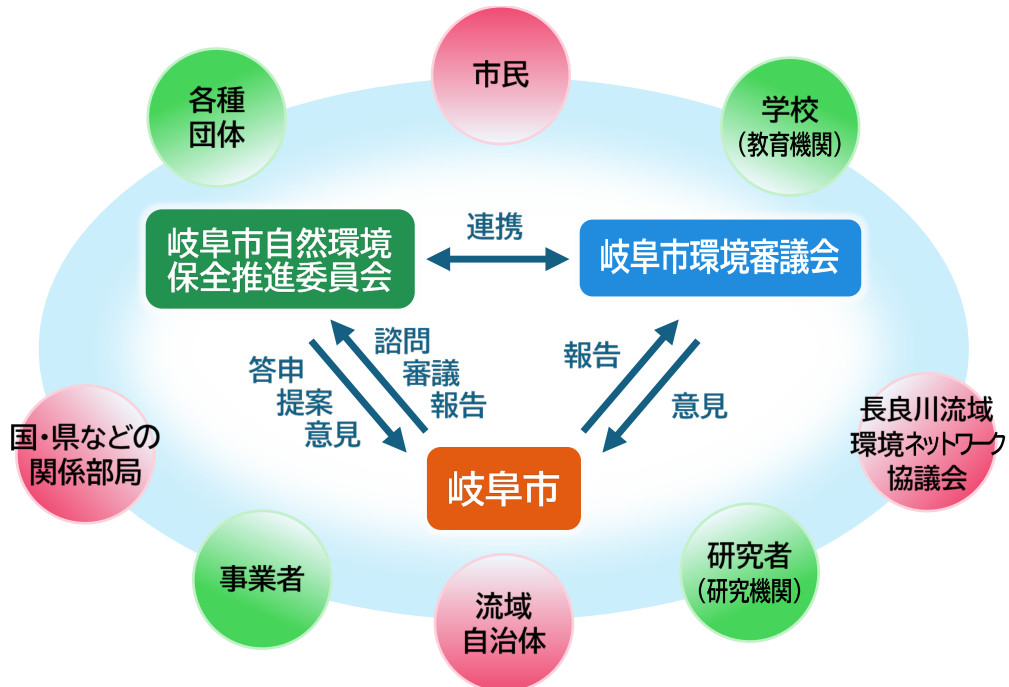 市民
各種
団体
学校
（教育機関）
連携
岐阜市自然環境
保全推進委員会
岐阜市環境審議会
諮問
審議
報告
答申
提案
意見
報告
意見
岐阜市
国・県などの
関係部局
長良川流域
環境ネットワーク
協議会
事業者
流域
自治体
研究者
（研究機関）